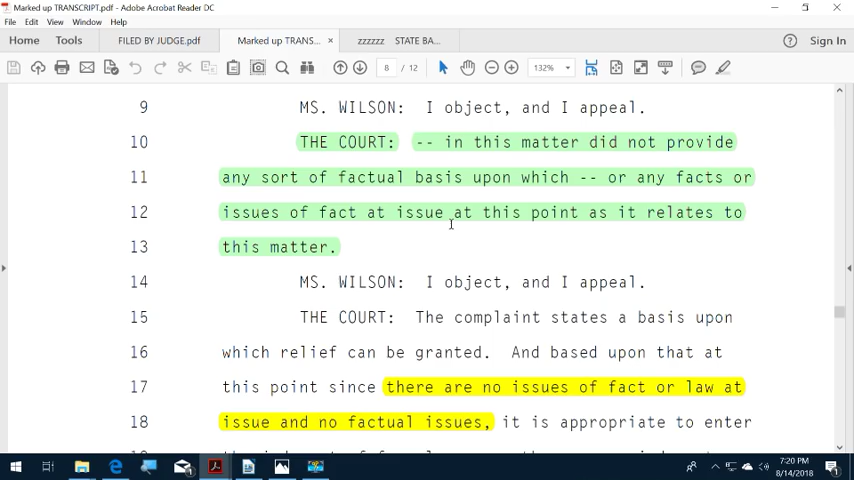 Marked up TRANSCRIPT.pdf - Adobe Acrobat Reader DC
File Edit View Window Help
Home Tools FILED BY JUDGE.pdf Marked up TRANS... × zzzzzz STATE BA... Sign In
8 / 12 132%
9 MS. WILSON: I object, and I appeal.
10 THE COURT: -- in this matter did not provide
11 any sort of factual basis upon which -- or any facts or
12 issues of fact at issue at this point as it relates to
13 this matter.
14 MS. WILSON: I object, and I appeal.
15 THE COURT: The complaint states a basis upon
16 which relief can be granted. And based upon that at
17 this point since there are no issues of fact or law at
18 issue and no factual issues, it is appropriate to enter
7:20 PM
8/14/2018